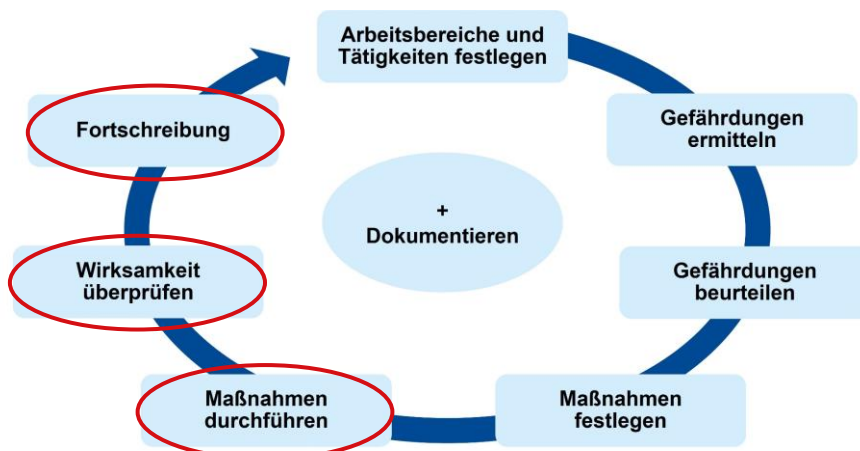 Arbeitsbereiche und
Tätigkeiten festlegen
Gefährdungen
ermitteln
Gefährdungen
beurteilen
Maßnahmen
festlegen
Maßnahmen
durchführen
Wirksamkeit
überprüfen
Fortschreibung
+
Dokumentieren